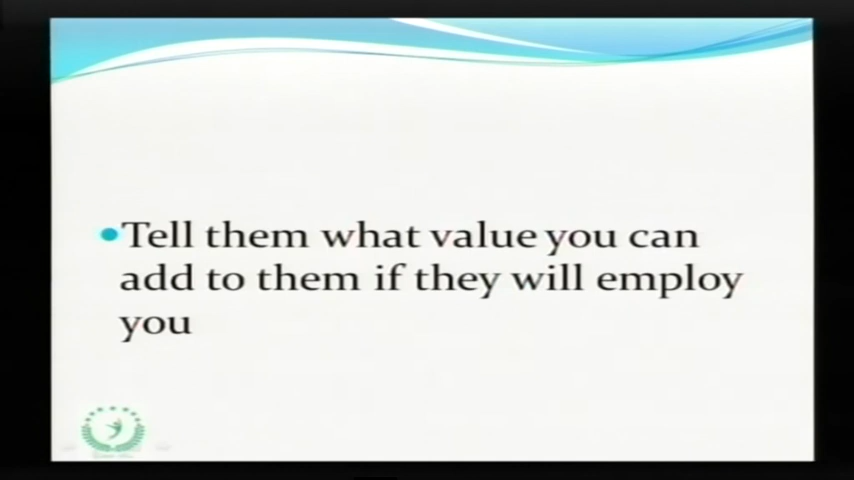 Tell them what value you can
add to them if they will employ
you